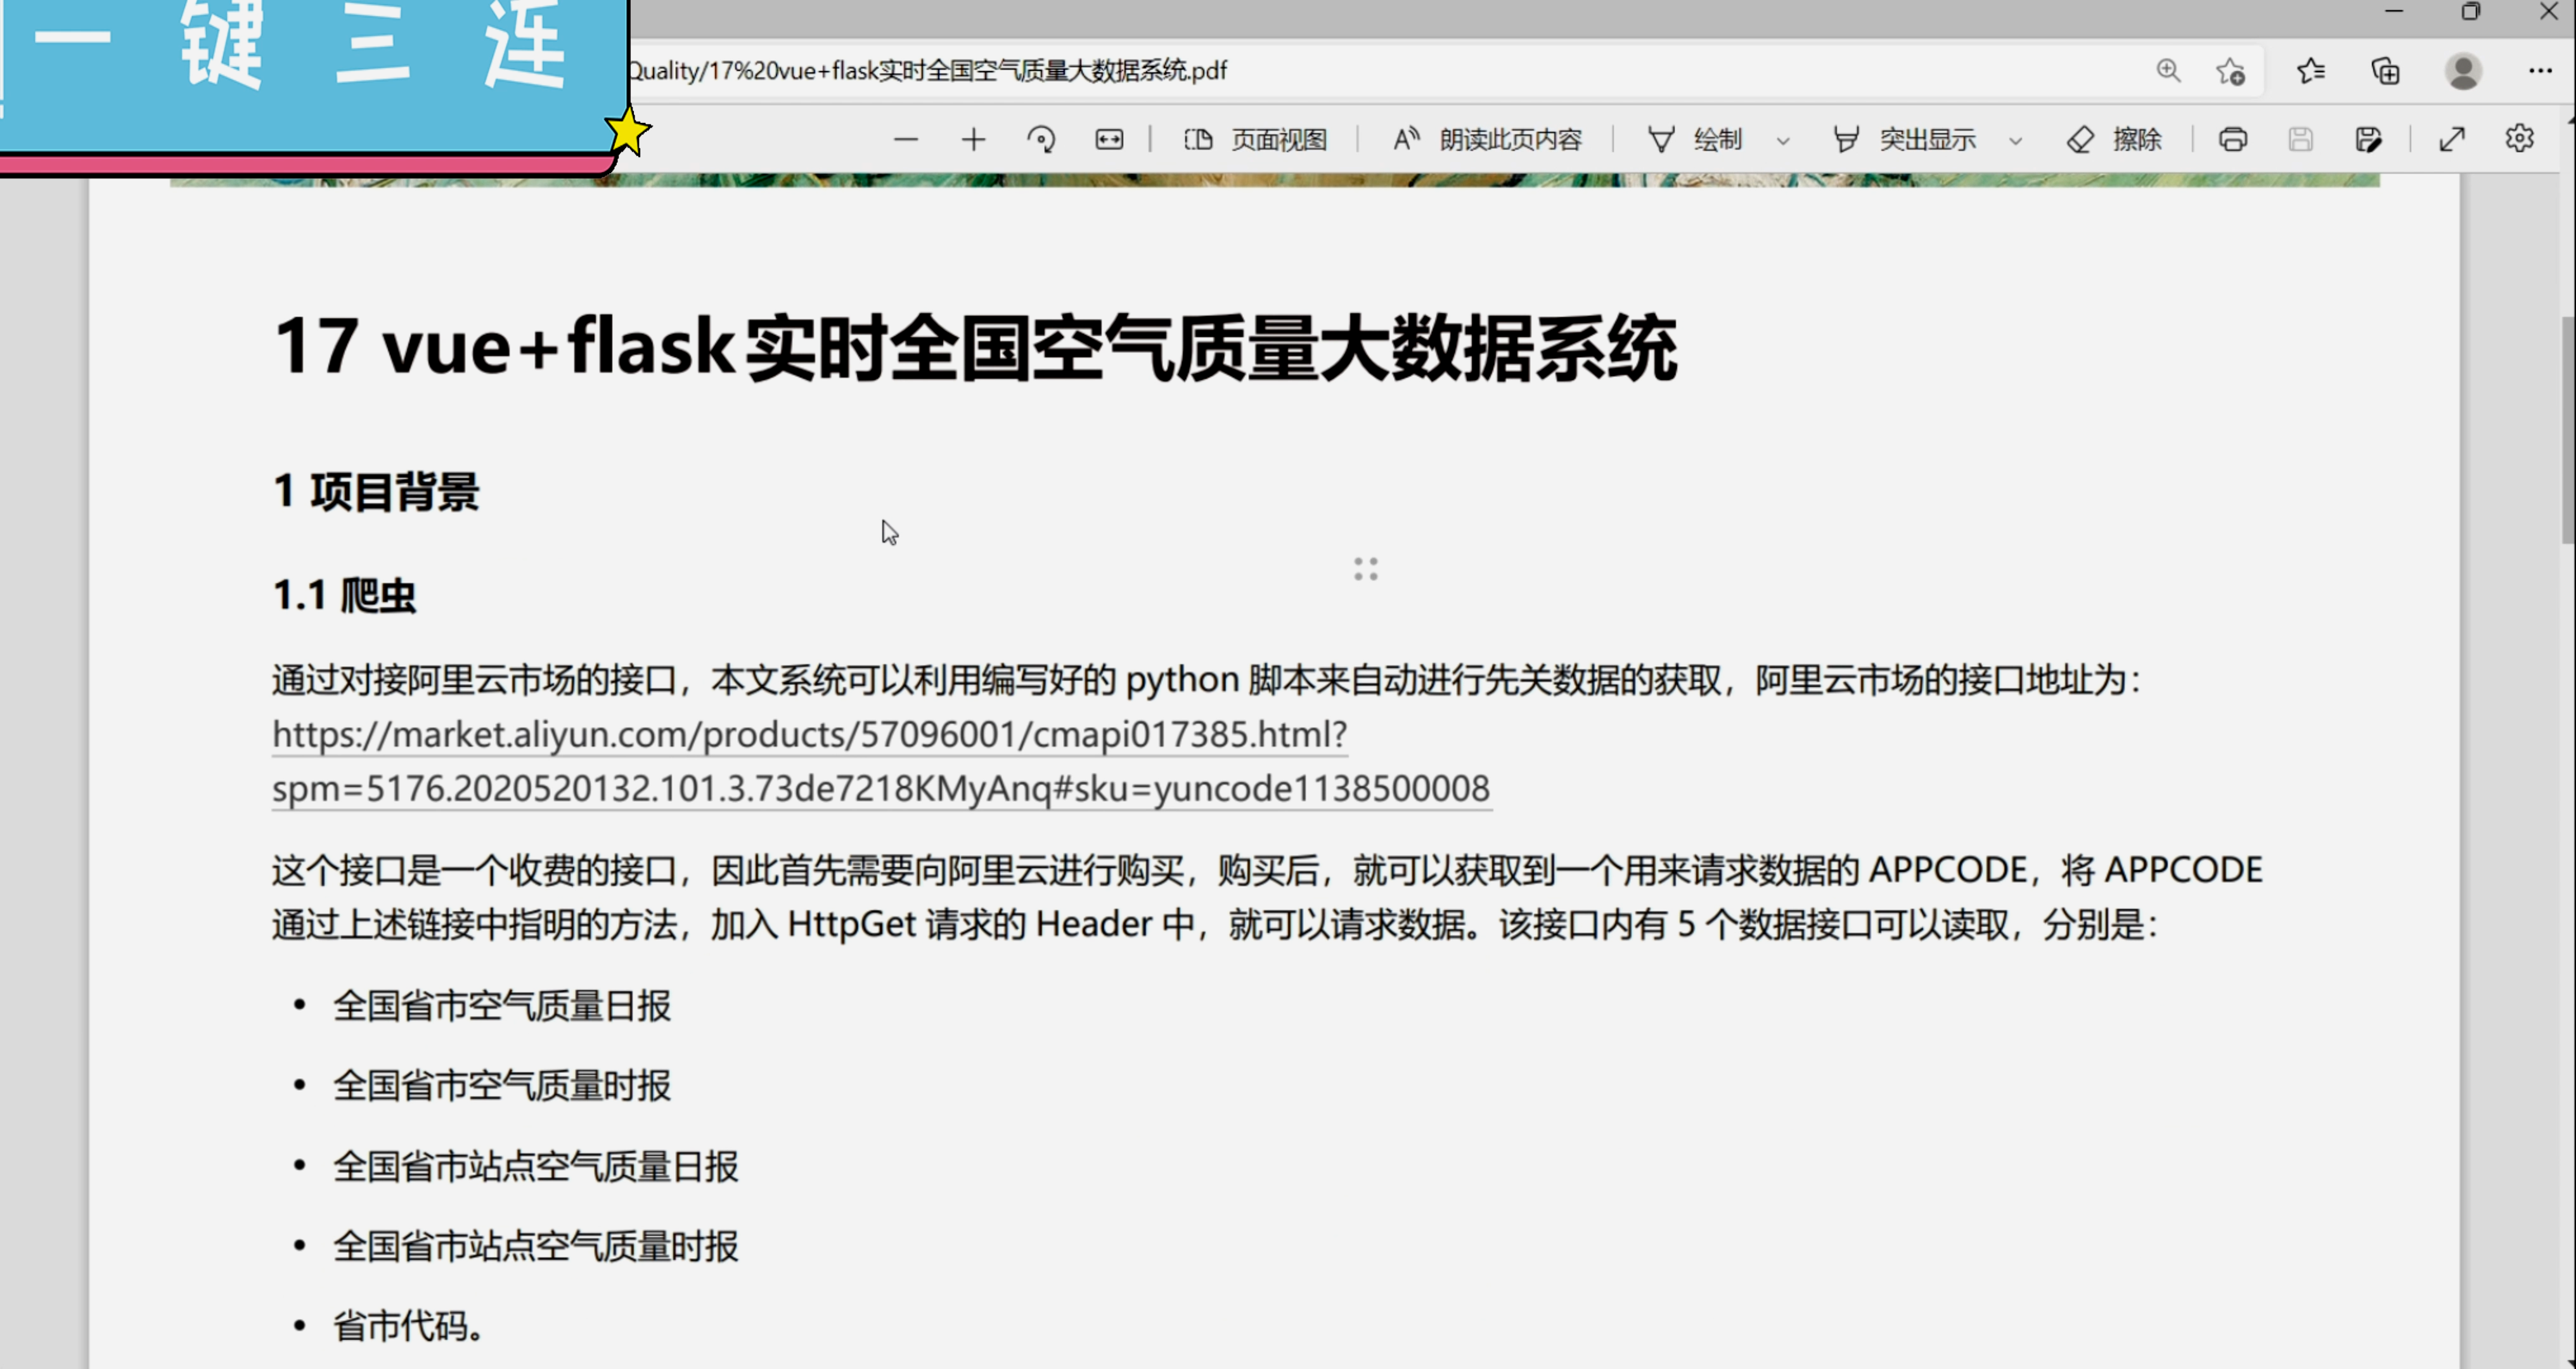 一键三连
Quality/17%20vue+flask实时全国空气质量大数据系统.pdf
页面视图 朗读此页内容 绘制 突出显示 擦除
17 vue+flask实时全国空气质量大数据系统
1 项目背景
1.1 爬虫
通过对接阿里云市场的接口，本文系统可以利用编写好的 python 脚本来自动进行先关数据的获取，阿里云市场的接口地址为：
https://market.aliyun.com/products/57096001/cmapi017385.html?
spm=5176.2020520132.101.3.73de7218KMyAnq#sku=yuncode1138500008
这个接口是一个收费的接口，因此首先需要向阿里云进行购买，购买后，就可以获取到一个用来请求数据的 APPCODE，将 APPCODE
通过上述链接中指明的方法，加入 HttpGet 请求的 Header 中，就可以请求数据。该接口内有 5 个数据接口可以读取，分别是：
• 全国省市空气质量日报
• 全国省市空气质量时报
• 全国省市站点空气质量日报
• 全国省市站点空气质量时报
• 省市代码。